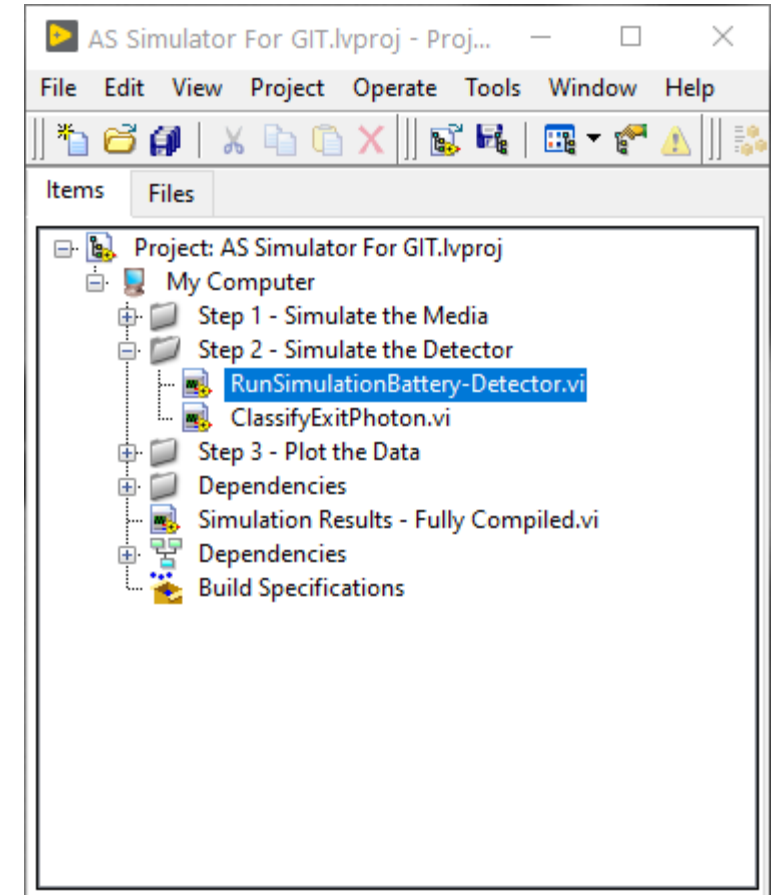 AS Simulator For GIT.lvproj - Proj...
File Edit View Project Operate Tools Window Help
Items Files
Project: AS Simulator For GIT.lvproj
My Computer
Step 1 - Simulate the Media
Step 2 - Simulate the Detector
RunSimulationBattery-Detector.vi
ClassifyExitPhoton.vi
Step 3 - Plot the Data
Dependencies
Simulation Results - Fully Compiled.vi
Dependencies
Build Specifications